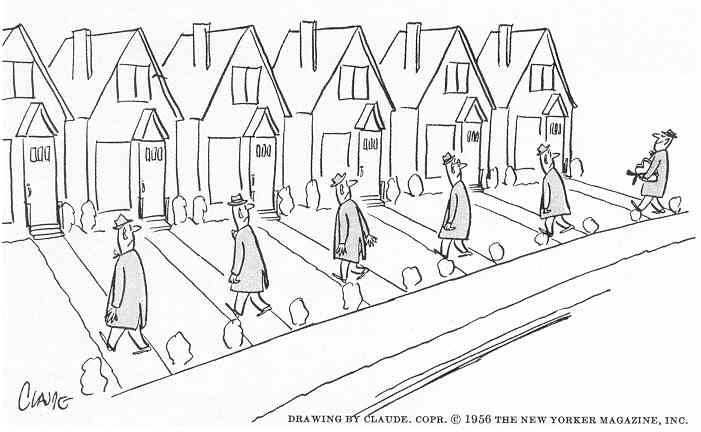 CLAUDE
DRAWING BY CLAUDE. COPR. © 1956 THE NEW YORKER MAGAZINE, INC.